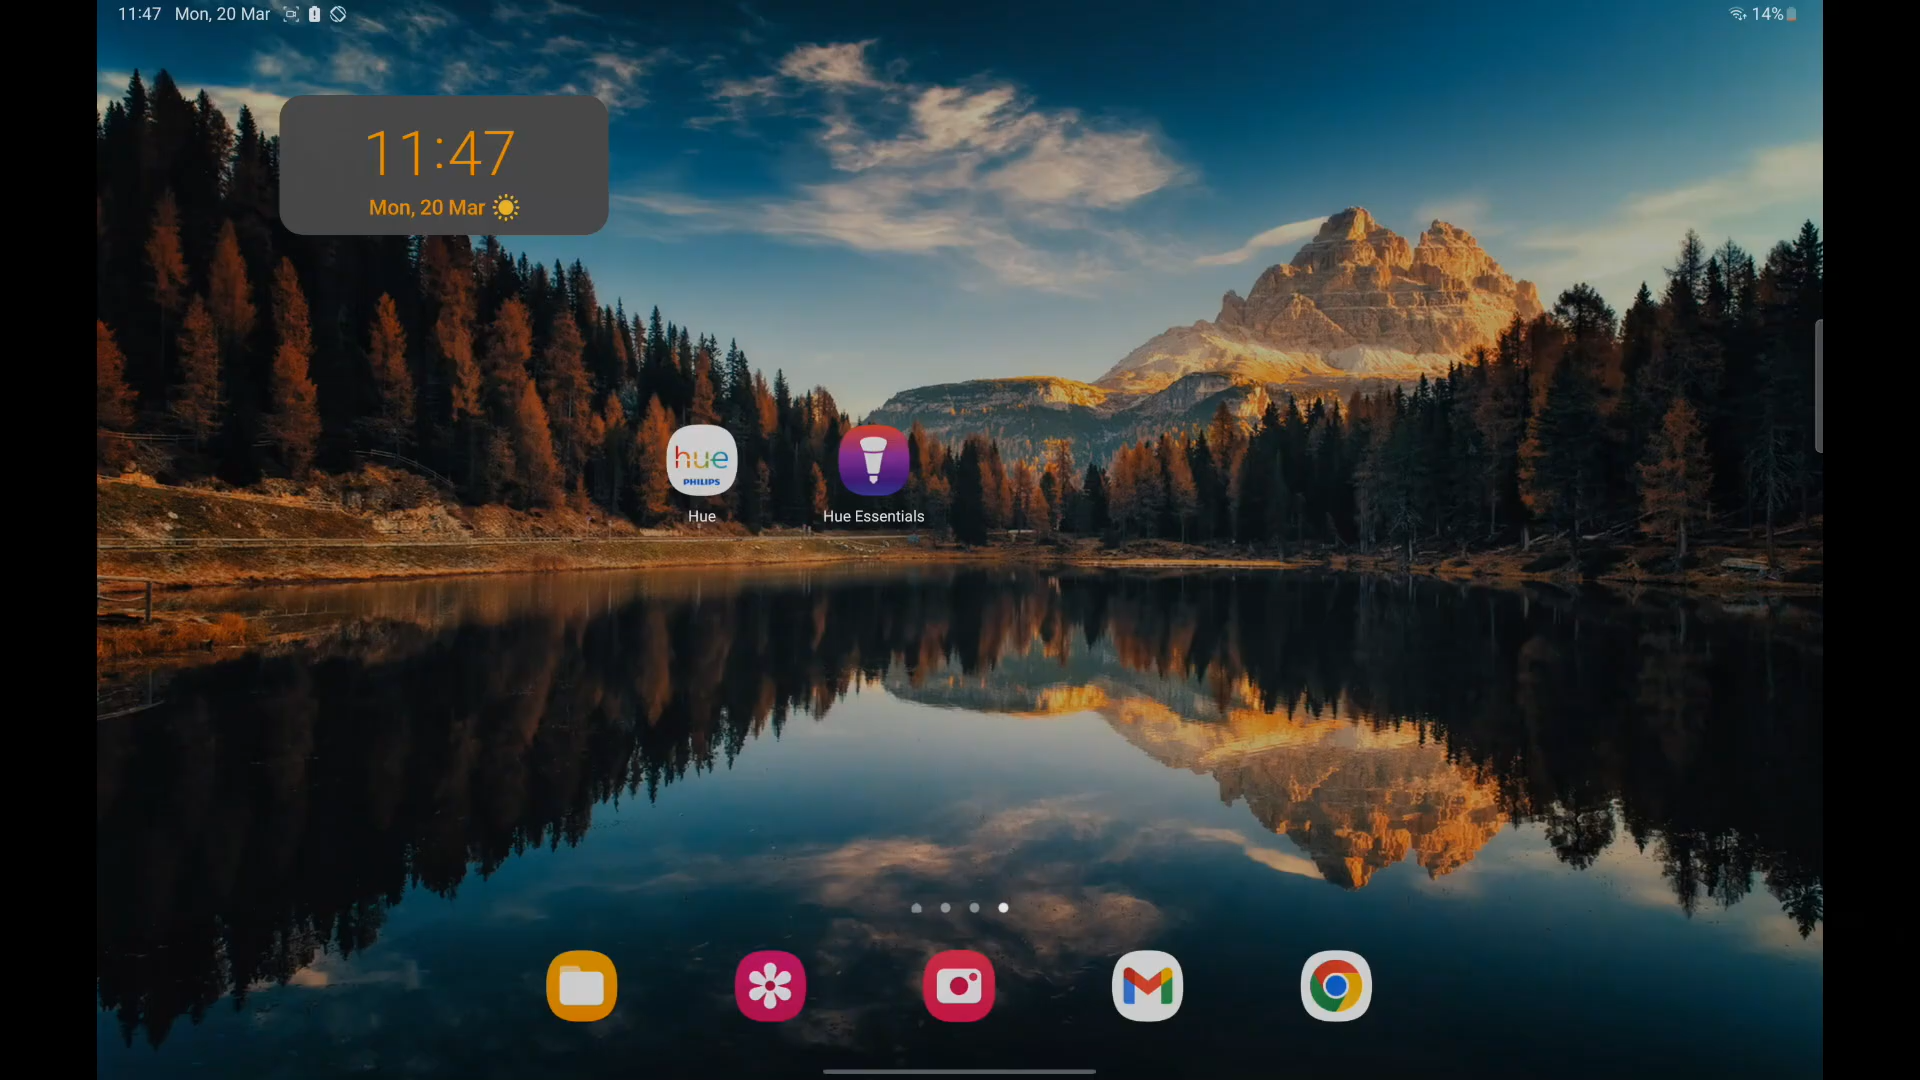 11:47 Mon, 20 Mar
14%
11:47
Mon, 20 Mar
hue
PHILIPS
Hue
Hue Essentials